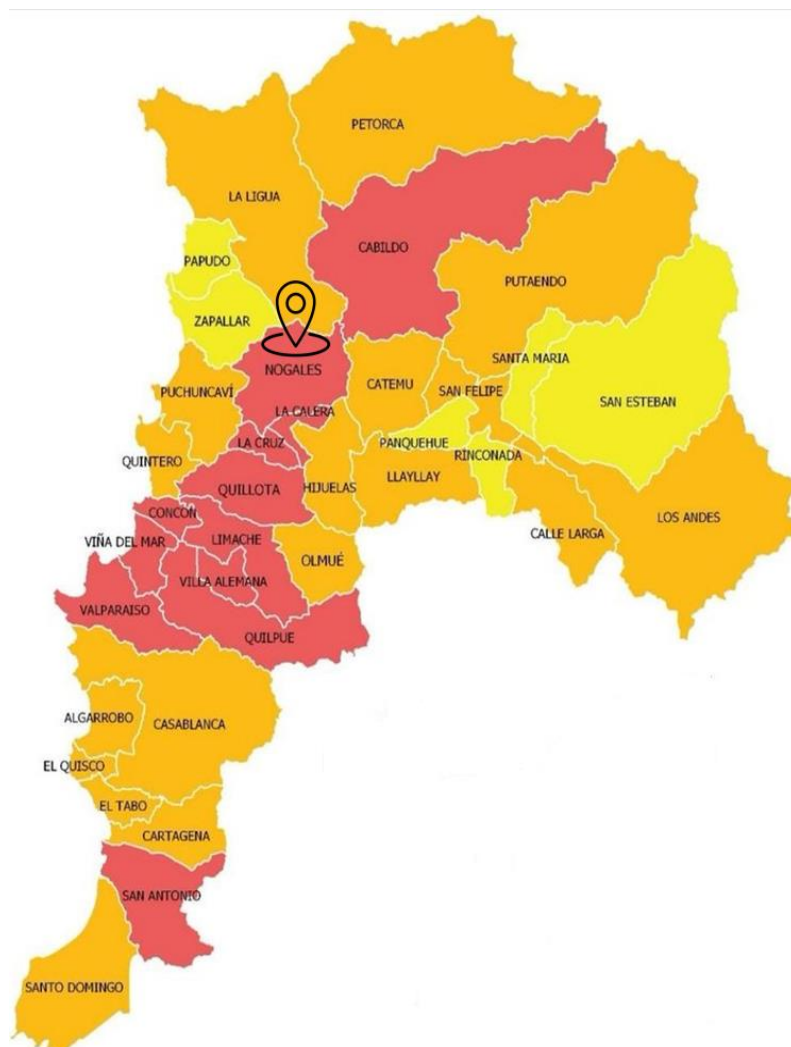 PETORCA
LA LIGUA
CABILDO
PAPUDO
PUTAENDO
ZAPALLAR
SANTA MARIA
NOGALES
CATEMU
SAN FELIPE
PUCHUNCAVÍ
SAN ESTEBAN
LA CALERA
LA CRUZ
PANQUEHUE
RINCONADA
QUINTERO
LLAYLLAY
HIJUELAS
QUILLOTA
CONCÓN
LOS ANDES
CALLE LARGA
VIÑA DEL MAR
LIMACHE
OLMUÉ
VILLA ALEMANA
VALPARAISO
QUILPUE
ALGARROBO
CASABLANCA
EL QUISCO
EL TABO
CARTAGENA
SAN ANTONIO
SANTO DOMINGO